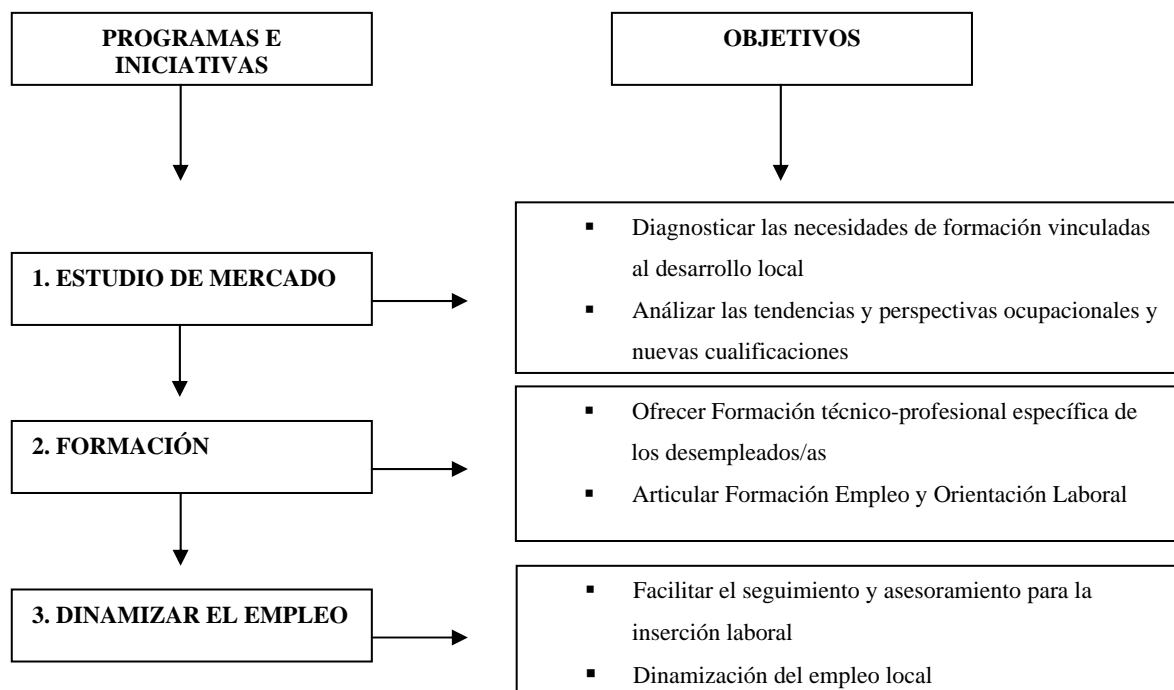 PROGRAMAS E
INICIATIVAS
OBJETIVOS
1. ESTUDIO DE MERCADO
▪ Diagnosticar las necesidades de formación vinculadas
al desarrollo local
▪ Análizar las tendencias y perspectivas ocupacionales y
nuevas cualificaciones
2. FORMACIÓN
▪ Ofrecer Formación técnico-profesional específica de
los desempleados/as
▪ Articular Formación Empleo y Orientación Laboral
3. DINAMIZAR EL EMPLEO
▪ Facilitar el seguimiento y asesoramiento para la
inserción laboral
▪ Dinamización del empleo local